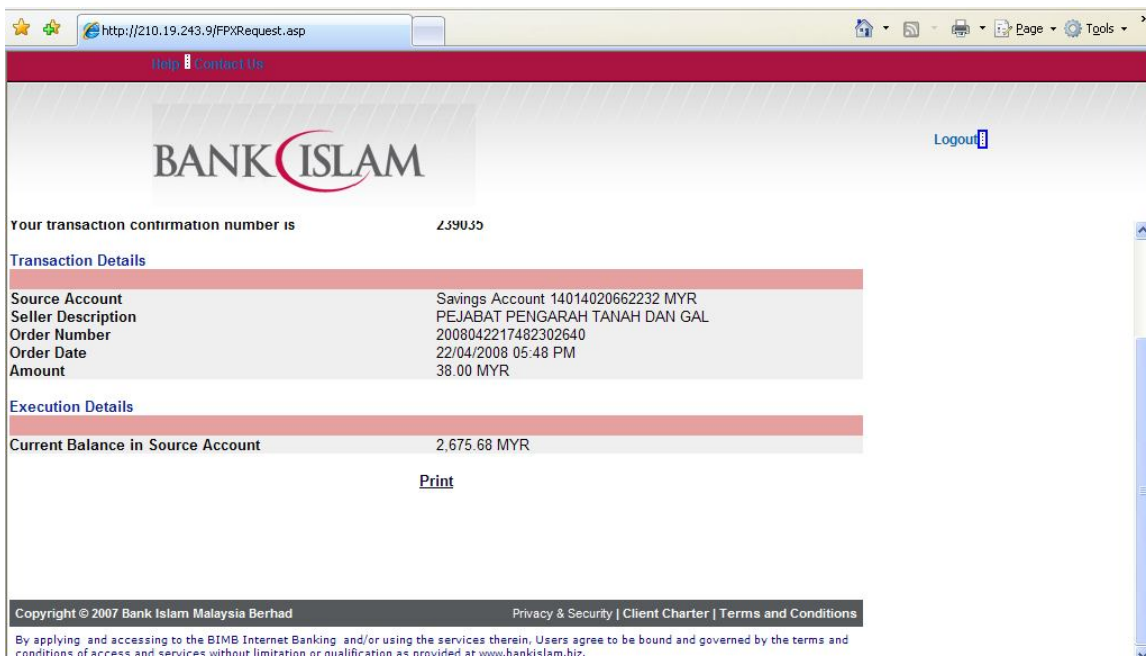 http://210.19.243.9/FPXRequest.asp
Page Tools
Help Contact Us
BANK ISLAM
Logout
Your transaction confirmation number is 239035
Transaction Details
Source Account Savings Account 14014020662232 MYR
Seller Description PEJABAT PENGARAH TANAH DAN GAL
Order Number 2008042217482302640
Order Date 22/04/2008 05:48 PM
Amount 38.00 MYR
Execution Details
Current Balance in Source Account 2,675.68 MYR
Print
Copyright © 2007 Bank Islam Malaysia Berhad Privacy & Security | Client Charter | Terms and Conditions
By applying and accessing to the BIMB Internet Banking and/or using the services therein, Users agree to be bound and governed by the terms and
conditions of access and services without limitation or qualification as provided at www.bankislam.biz.